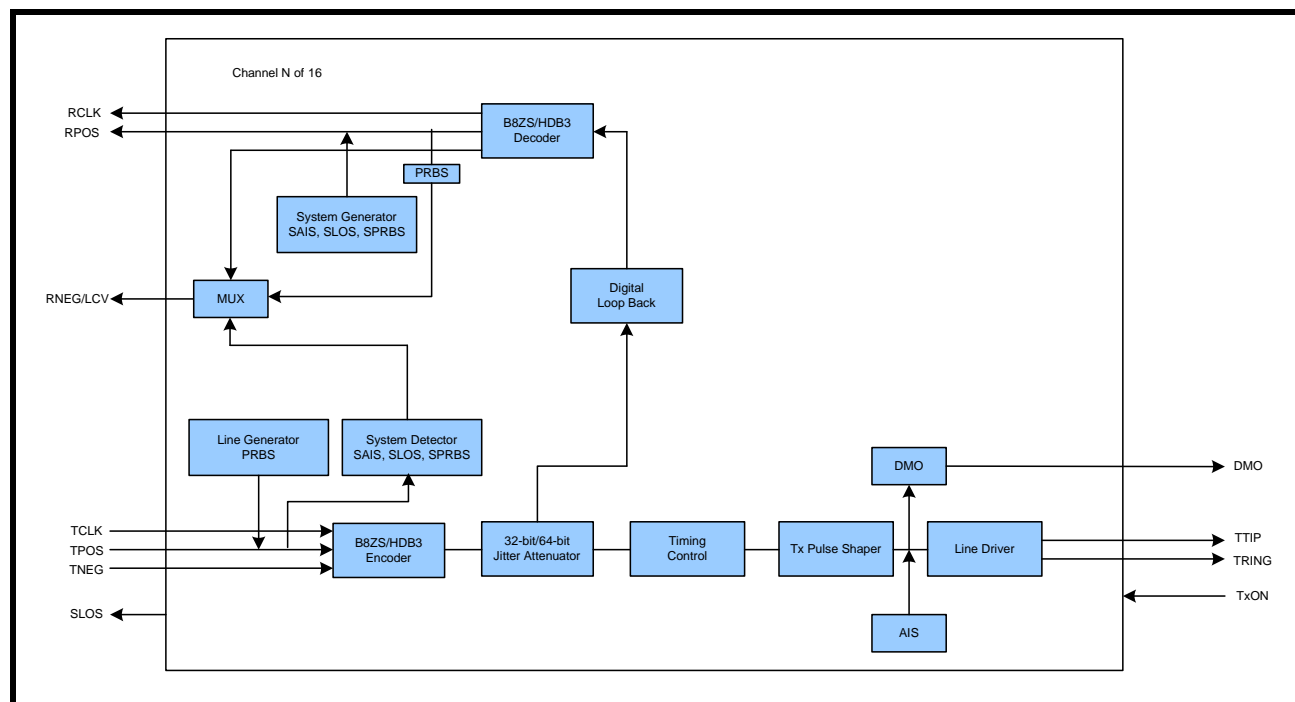 Channel N of 16
RCLK
RPOS
B8ZS/HDB3
Decoder
PRBS
System Generator
SAIS, SLOS, SPRBS
RNEG/LCV
MUX
Digital
Loop Back
Line Generator
PRBS
System Detector
SAIS, SLOS, SPRBS
DMO
DMO
TCLK
TPOS
TNEG
B8ZS/HDB3
Encoder
32-bit/64-bit
Jitter Attenuator
Timing
Control
Tx Pulse Shaper
Line Driver
TTIP
TRING
TxON
SLOS
AIS